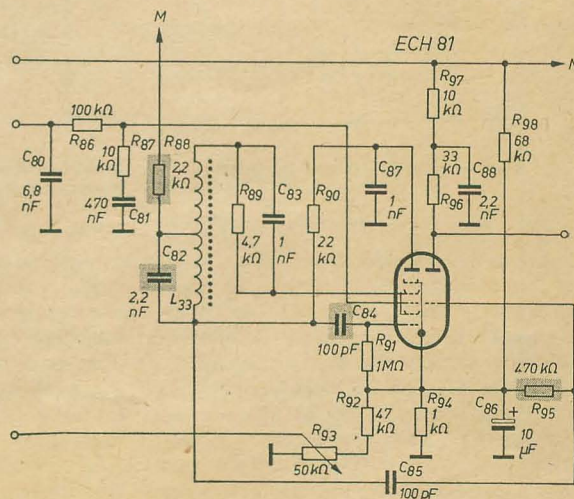 M
ECH 81
M
R97
10
kΩ
R98
68
kΩ
100 kΩ
R86
R87
10
kΩ
R88
2,2
kΩ
C80
6,8
nF
470
nF
C81
R89
4,7
kΩ
C83
1
nF
R90
22
kΩ
C87
1
nF
33
kΩ
R96
C88
2,2
nF
C82
2,2
nF
L33
C84
100 pF
R91
1MΩ
R92
47
kΩ
R94
1
kΩ
470 kΩ
R95
C86
+
10
µF
R93
50 kΩ
C85
100 pF